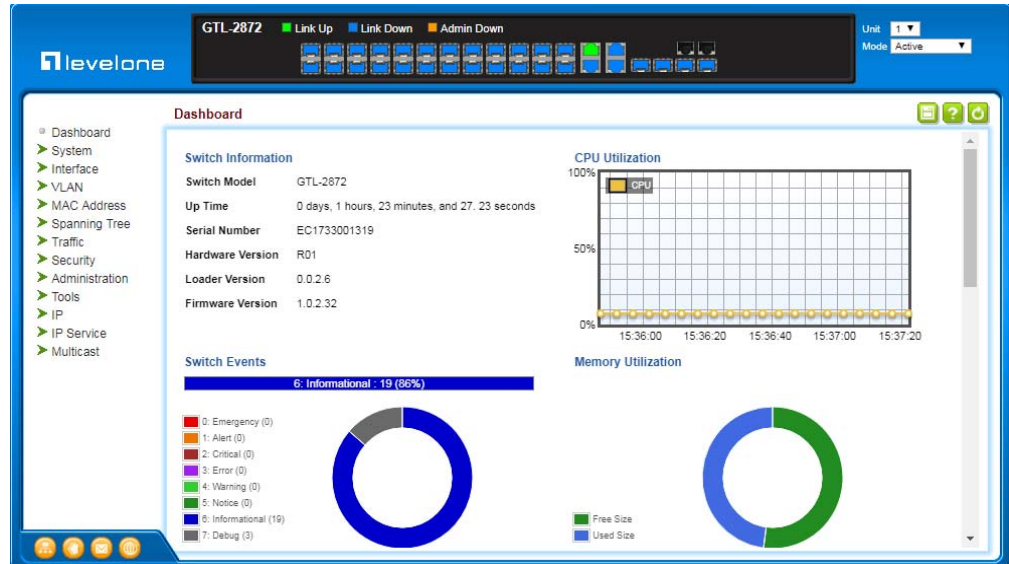 GTL-2872 Link Up Link Down Admin Down
Unit 1
Mode Active
levelone
Dashboard
Dashboard
System
Interface
VLAN
MAC Address
Spanning Tree
Traffic
Security
Administration
Tools
IP
IP Service
Multicast
Switch Information
Switch Model GTL-2872
Up Time 0 days, 1 hours, 23 minutes, and 27. 23 seconds
Serial Number EC1733001319
Hardware Version R01
Loader Version 0.0.2.6
Firmware Version 1.0.2.32
CPU Utilization
100%
CPU
50%
0%
15:36:00 15:36:20 15:36:40 15:37:00 15:37:20
Switch Events
6: Informational : 19 (86%)
0: Emergency (0)
1: Alert (0)
2: Critical (0)
3: Error (0)
4: Warning (0)
5: Notice (0)
6: Informational (19)
7: Debug (3)
Memory Utilization
Free Size
Used Size